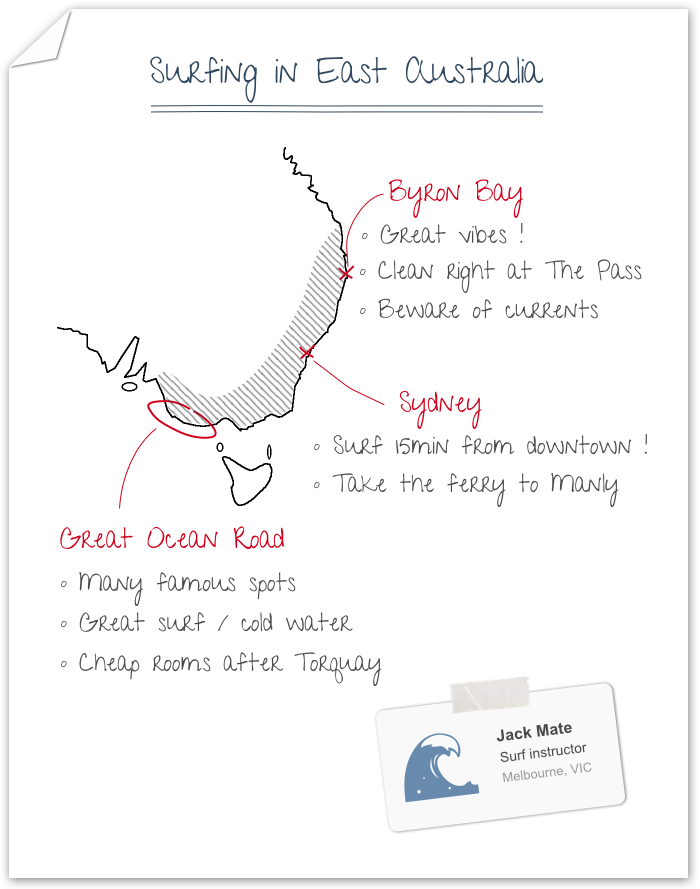 Surfing in East Australia
Byron Bay
Great vibes !
Clean right at The Pass
Beware of currents
Sydney
Surf 15min from downtown !
Take the ferry to Manly
Great Ocean Road
Many famous spots
Great surf / cold water
Cheap rooms after Torquay
Jack Mate
Surf instructor
Melbourne, VIC